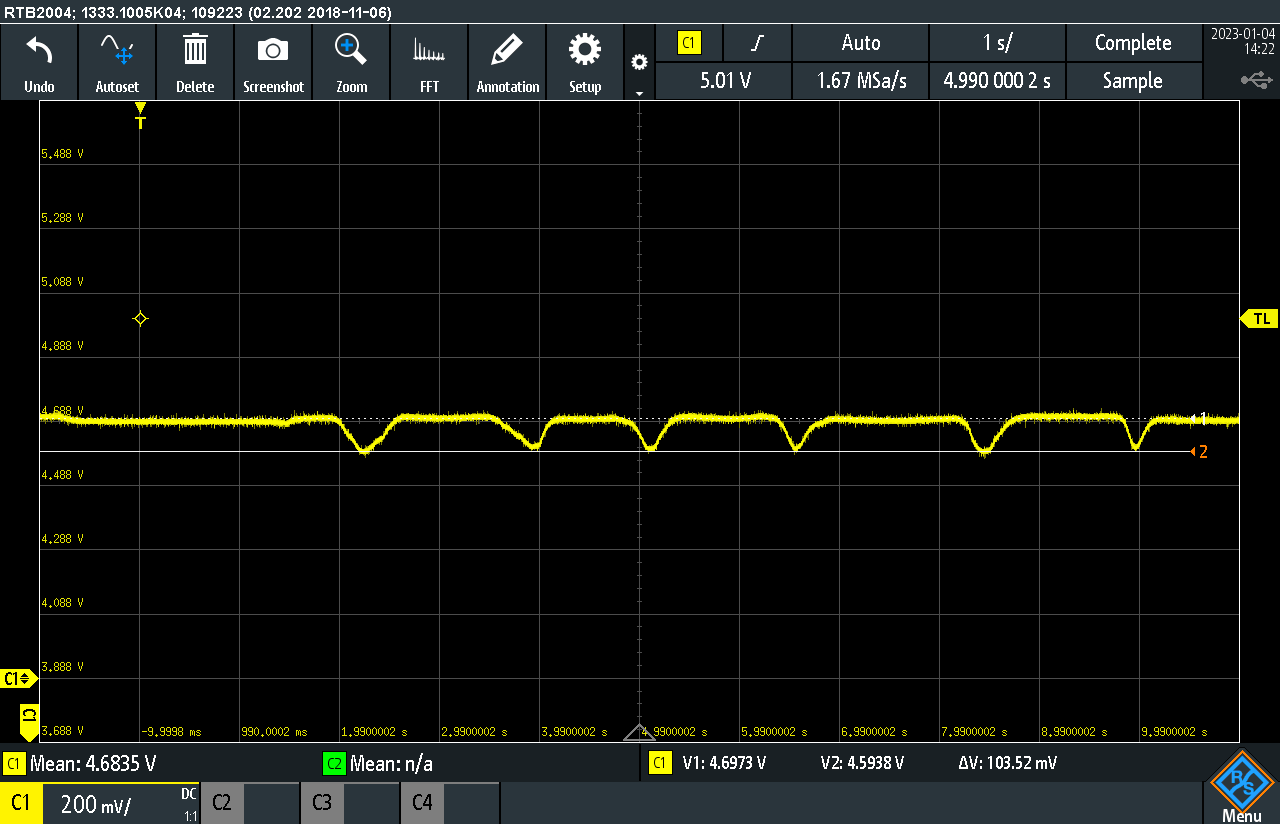 RTB2004; 1333.1005K04; 109223 (02.202 2018-11-06)
Undo Autoset Delete Screenshot Zoom FFT Annotation Setup
C1 Auto 1 s/ Complete
5.01 V 1.67 MSa/s 4.990 000 2 s Sample
2023-01-04
14:22
T
5.488 V
5.288 V
5.088 V
TL
4.888 V
4.688 V
1
2
4.488 V
4.288 V
4.088 V
3.888 V
C1
C1
3.688 V
-9.9998 ms 990.0002 ms 1.9900002 s 2.9900002 s 3.9900002 s 4.9900002 s 5.9900002 s 6.9900002 s 7.9900002 s 8.9900002 s 9.9900002 s
C1 Mean: 4.6835 V C2 Mean: n/a C1 V1: 4.6973 V V2: 4.5938 V ΔV: 103.52 mV
C1 200 mV/ DC 1:1 C2 C3 C4
R S
Menu